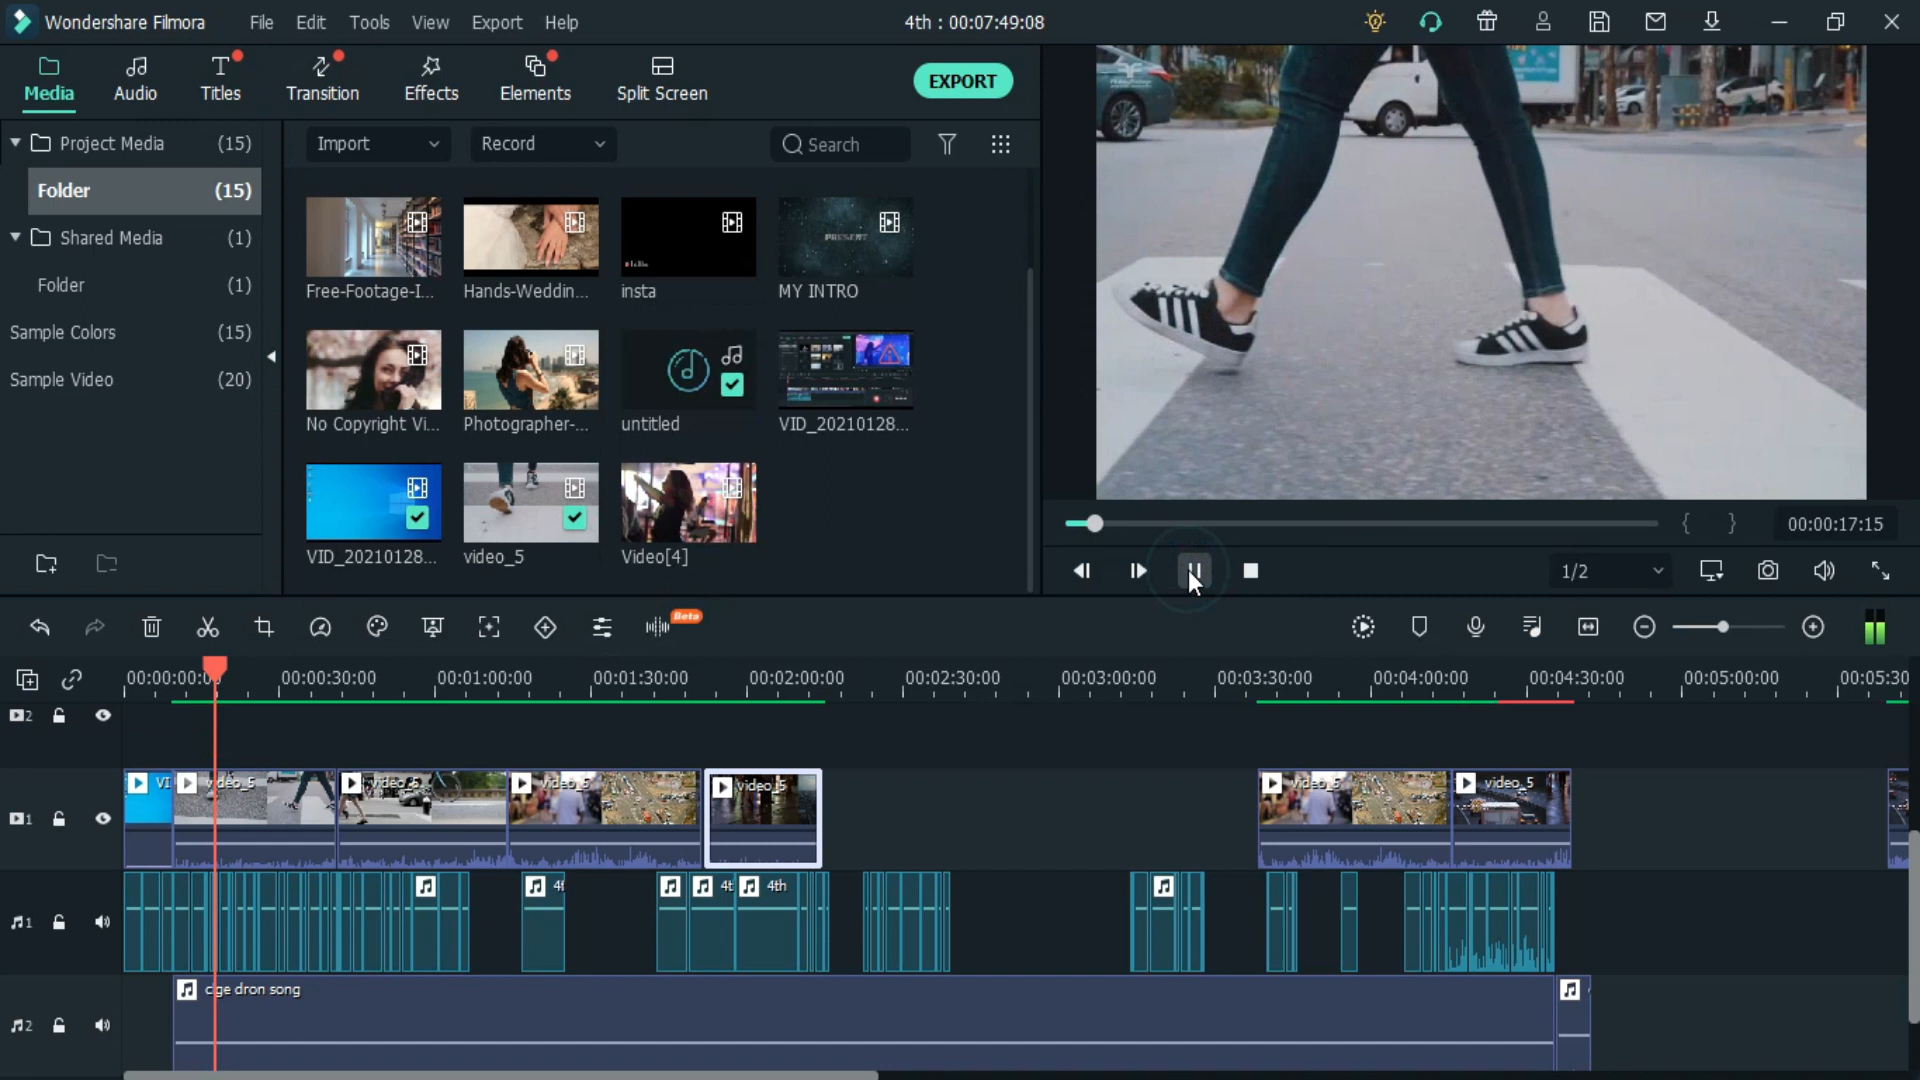 Wondershare Filmora File Edit Tools View Export Help 4th : 00:07:49:08
Media Audio Titles Transition Effects Elements Split Screen EXPORT
Project Media (15)
Folder (15)
Shared Media (1)
Folder (1)
Sample Colors (15)
Sample Video (20)
Import Record Search
Free-Footage-I... Hands-Weddin... insta MY INTRO
PRESENT
No Copyright Vi... Photographer-... untitled VID_20210128...
VID_20210128... video_5 Video[4]
00:00:17:15
1/2
Beta
00:00:00:00 00:00:30:00 00:01:00:00 00:01:30:00 00:02:00:00 00:02:30:00 00:03:00:00 00:03:30:00 00:04:00:00 00:04:30:00 00:05:00:00 00:05:30
2
1 VI video_5 video_5 video_5 video_5 video_5 video_5
1 4t 4t 4th
2 dron song